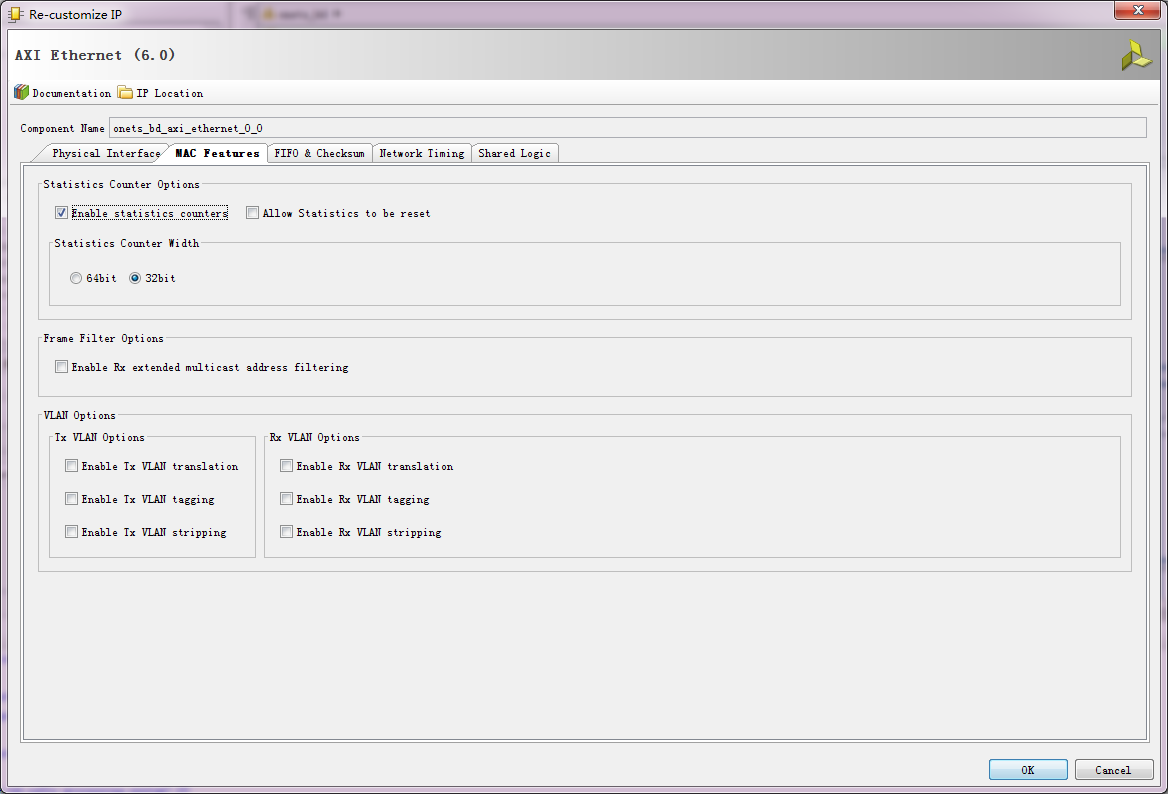 Re-customize IP
AXI Ethernet (6.0)
Documentation IP Location
Component Name onets_bd_axi_ethernet_0_0
Physical Interface MAC Features FIFO & Checksum Network Timing Shared Logic
Statistics Counter Options
Enable statistics counters Allow Statistics to be reset
Statistics Counter Width
64bit 32bit
Frame Filter Options
Enable Rx extended multicast address filtering
VLAN Options
Tx VLAN Options Rx VLAN Options
Enable Tx VLAN translation Enable Rx VLAN translation
Enable Tx VLAN tagging Enable Rx VLAN tagging
Enable Tx VLAN stripping Enable Rx VLAN stripping
OK Cancel